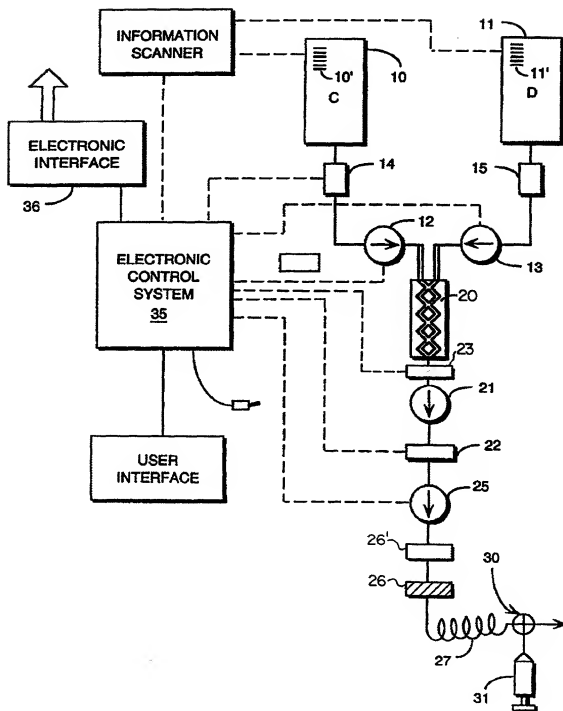 INFORMATION
SCANNER
10'
C
10
11
11'
D
ELECTRONIC
INTERFACE
36
14
15
12
13
ELECTRONIC
CONTROL
SYSTEM
35
20
23
21
22
USER
INTERFACE
25
26'
26
30
27
31